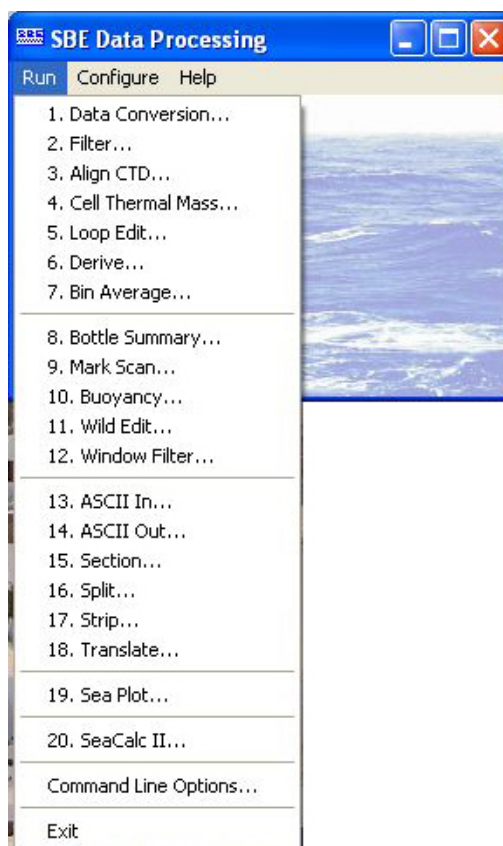 SBE SBE Data Processing
Run Configure Help
1. Data Conversion...
2. Filter...
3. Align CTD...
4. Cell Thermal Mass...
5. Loop Edit...
6. Derive...
7. Bin Average...
8. Bottle Summary...
9. Mark Scan...
10. Buoyancy...
11. Wild Edit...
12. Window Filter...
13. ASCII In...
14. ASCII Out...
15. Section...
16. Split...
17. Strip...
18. Translate...
19. Sea Plot...
20. SeaCalc II...
Command Line Options...
Exit